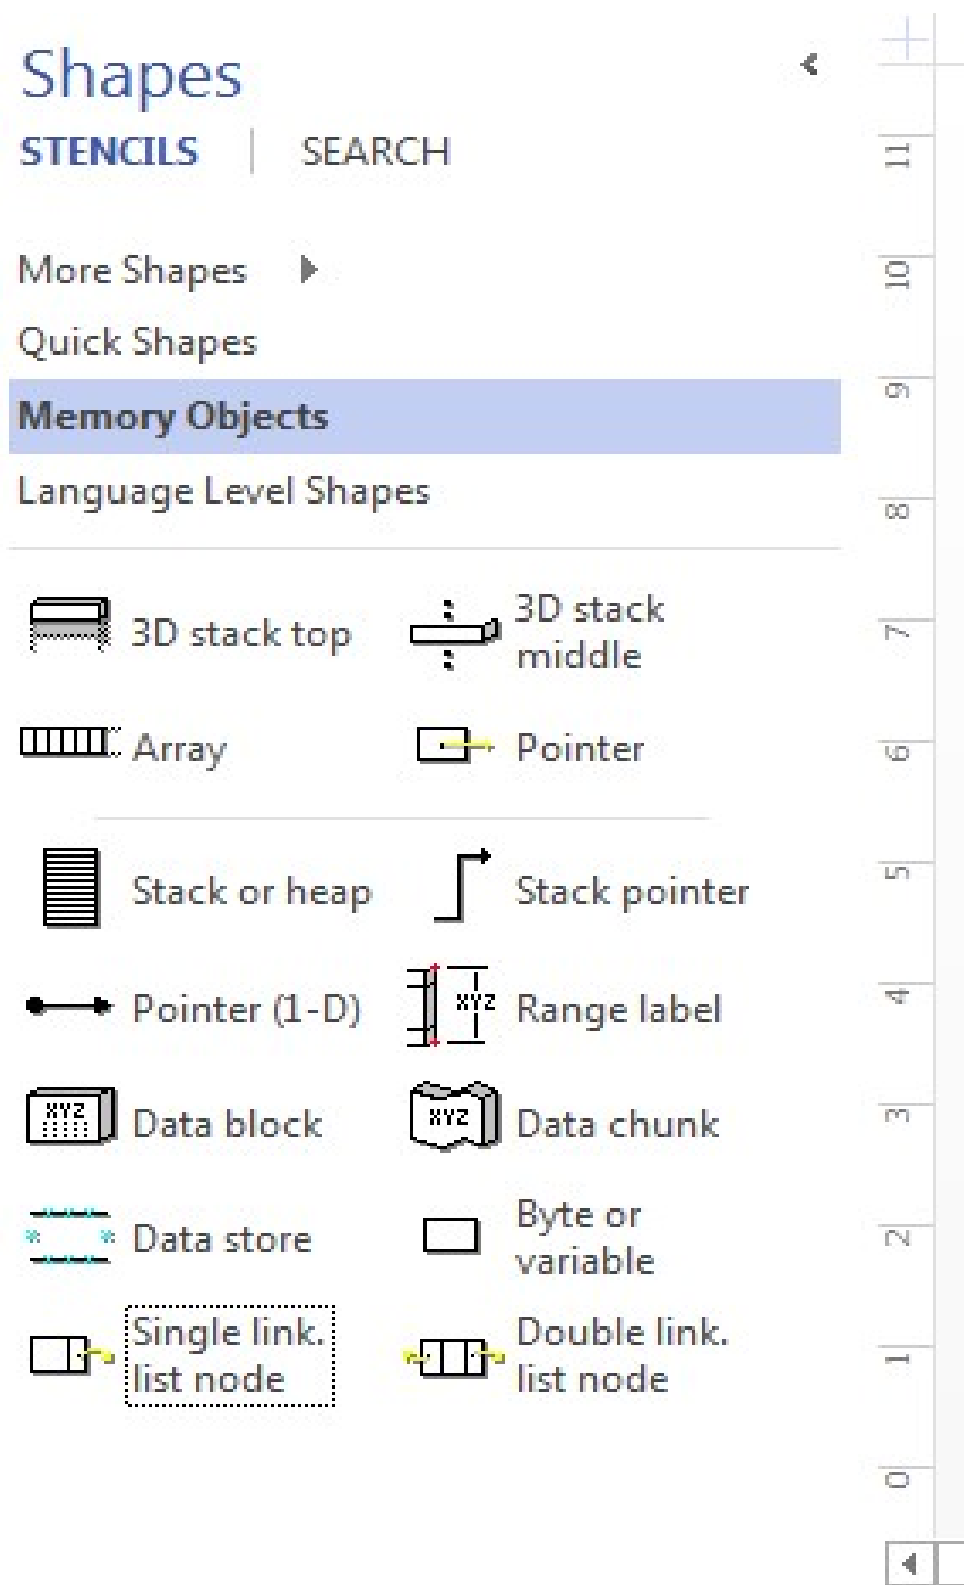 Shapes
STENCILS | SEARCH
More Shapes
Quick Shapes
Memory Objects
Language Level Shapes
3D stack top
3D stack
middle
Array
Pointer
Stack or heap
Stack pointer
Pointer (1-D)
XYZ
Range label
XYZ
Data block
XYZ
Data chunk
Data store
Byte or
variable
Single link.
list node
Double link.
list node
11
10
9
8
7
6
5
4
3
2
1
0